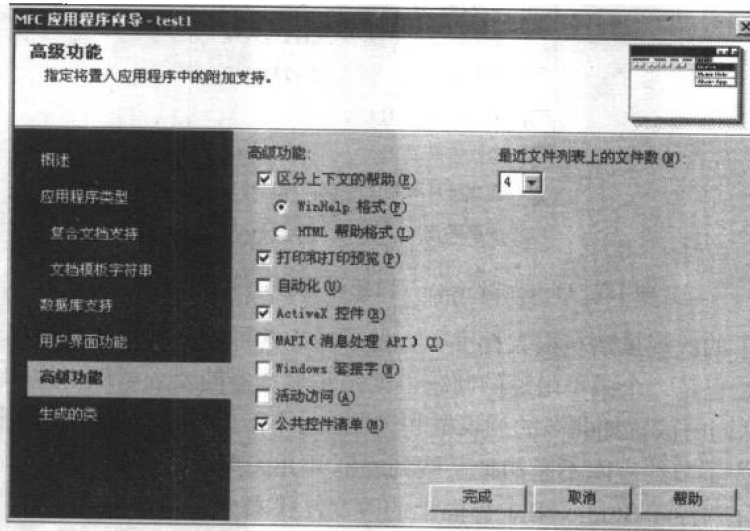 MFC 应用程序向导 - test1
高级功能
指定将置入应用程序中的附加支持。
概述
应用程序类型
复合文档支持
文档模板字符串
数据库支持
用户界面功能
高级功能
生成的类
高级功能:
区分上下文的帮助(E)
WinHelp 格式(F)
HTML 帮助格式(L)
打印和打印预览(P)
自动化(U)
ActiveX 控件(R)
MAPI(消息处理 API)(I)
Windows 套接字(W)
活动访问(A)
公共控件清单(M)
最近文件列表上的文件数(N):
4
完成
取消
帮助